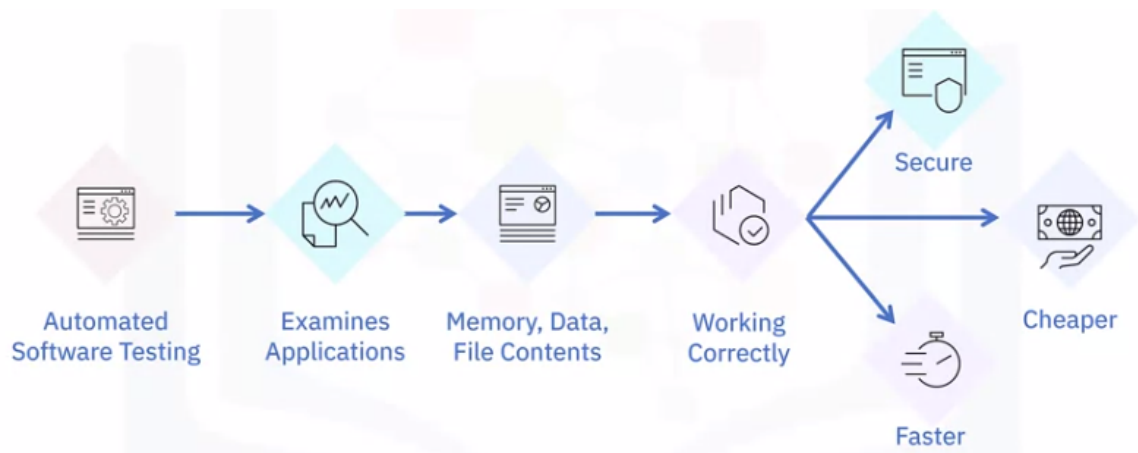 Automated
Software Testing
Examines
Applications
Memory, Data,
File Contents
Working
Correctly
Secure
Cheaper
Faster